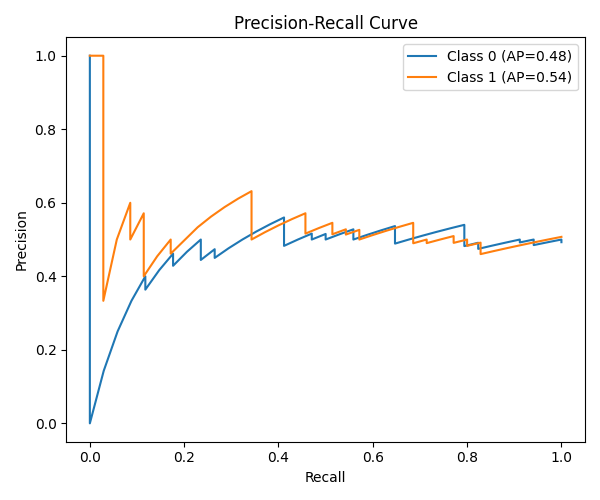 Precision-Recall Curve
Class 0 (AP=0.48)
Class 1 (AP=0.54)
Precision
1.0
0.8
0.6
0.4
0.2
0.0
0.0 0.2 0.4 0.6 0.8 1.0
Recall